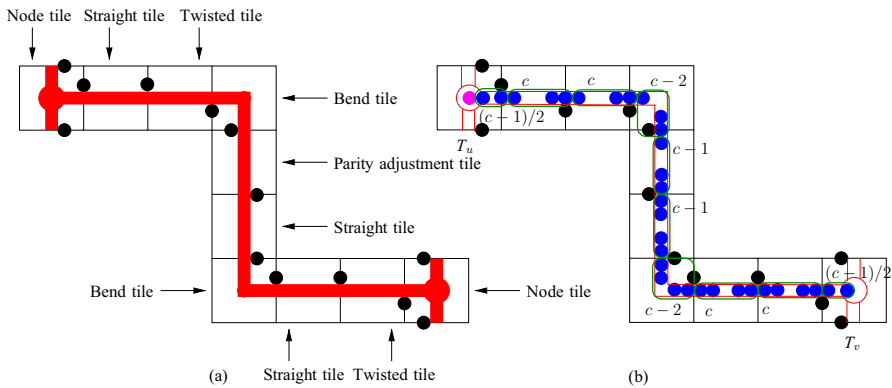 Node tile Straight tile Twisted tile
c c c − 2
Bend tile
(c − 1)/2
T_u c − 1
Parity adjustment tile
c − 1
Straight tile
(c − 1)/2
Bend tile Node tile
c − 2 c c
T_v
(a) (b)
Straight tile Twisted tile